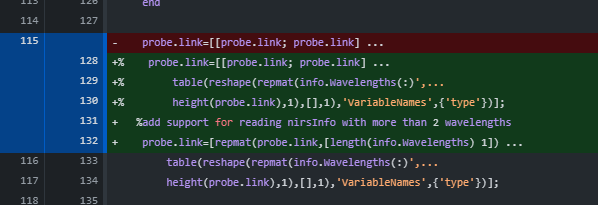 113 126 end
114 127
115 - probe.link=[[probe.link; probe.link] ...
128 +% probe.link=[[probe.link; probe.link] ...
129 +% table(reshape(repmat(info.Wavelengths(:)',...
130 +% height(probe.link),1),[],1),'VariableNames',{'type'})];
131 + %add support for reading nirsInfo with more than 2 wavelengths
132 + probe.link=[repmat(probe.link,[length(info.Wavelengths) 1]) ...
116 133 table(reshape(repmat(info.Wavelengths(:)',...
117 134 height(probe.link),1),[],1),'VariableNames',{'type'})];
118 135